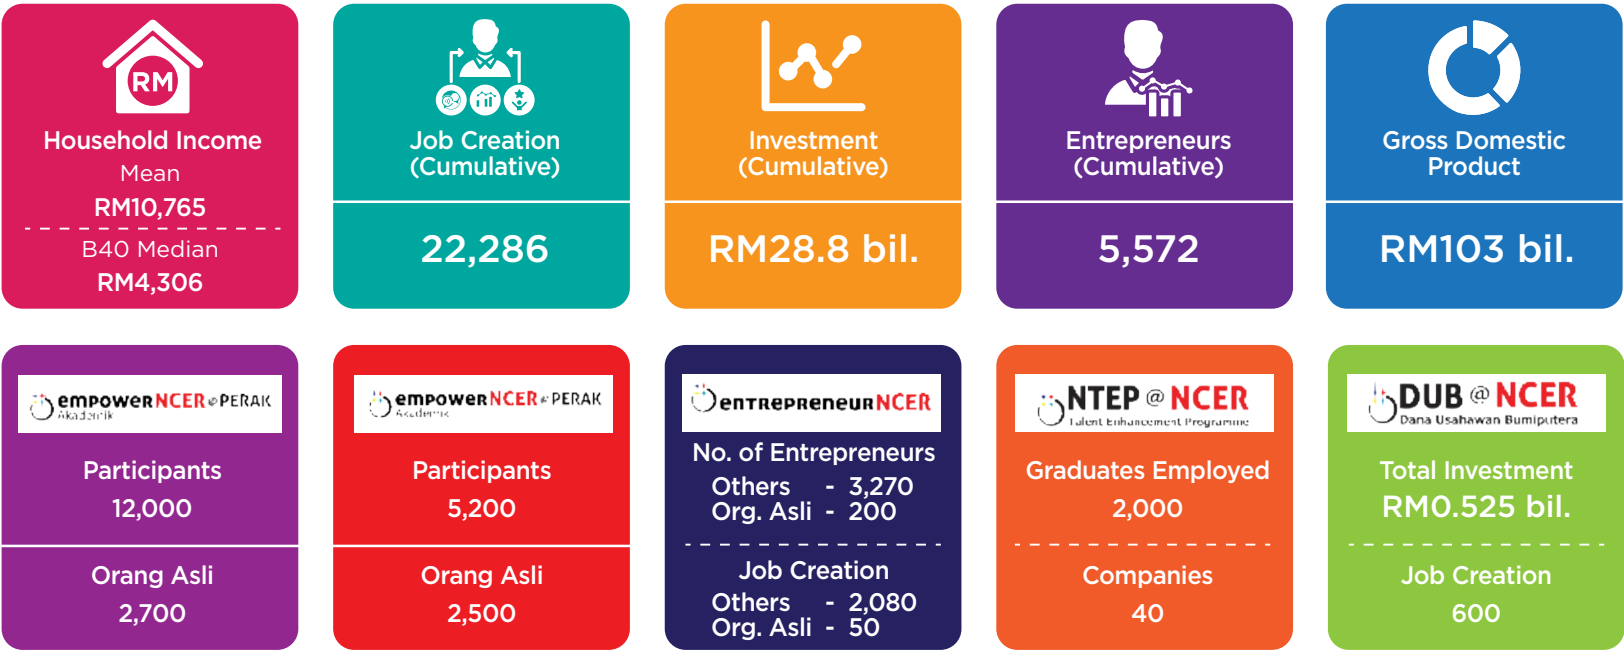 RM
Household Income
Mean
RM10,765
B40 Median
RM4,306
Job Creation
(Cumulative)
22,286
Investment
(Cumulative)
RM28.8 bil.
Entrepreneurs
(Cumulative)
5,572
Gross Domestic
Product
RM103 bil.
empowerNCER@PERAK
Akademik
Participants
12,000
Orang Asli
2,700
empowerNCER@PERAK
Akademik
Participants
5,200
Orang Asli
2,500
entrepreneurNCER
No. of Entrepreneurs
Others - 3,270
Org. Asli - 200
Job Creation
Others - 2,080
Org. Asli - 50
NTEP @ NCER
Talent Enhancement Programme
Graduates Employed
2,000
Companies
40
DUB @ NCER
Dana Usahawan Bumiputera
Total Investment
RM0.525 bil.
Job Creation
600